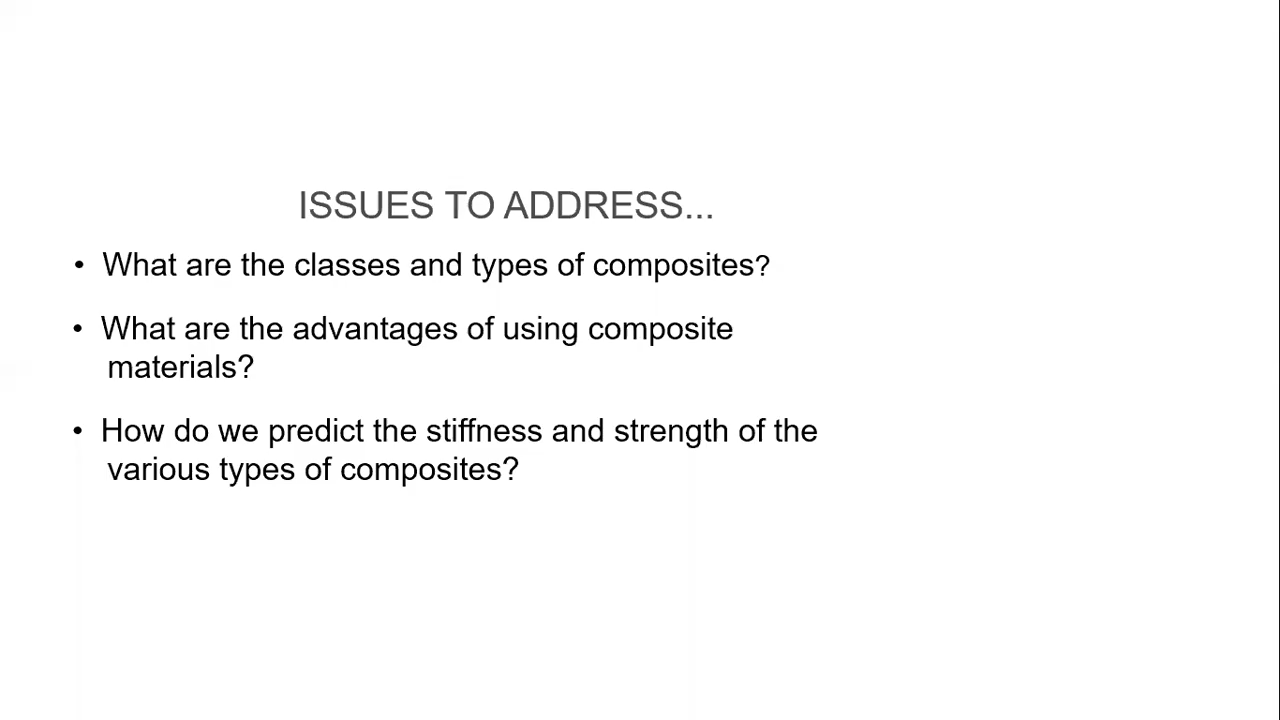 ISSUES TO ADDRESS...
• What are the classes and types of composites?
• What are the advantages of using composite
materials?
• How do we predict the stiffness and strength of the
various types of composites?